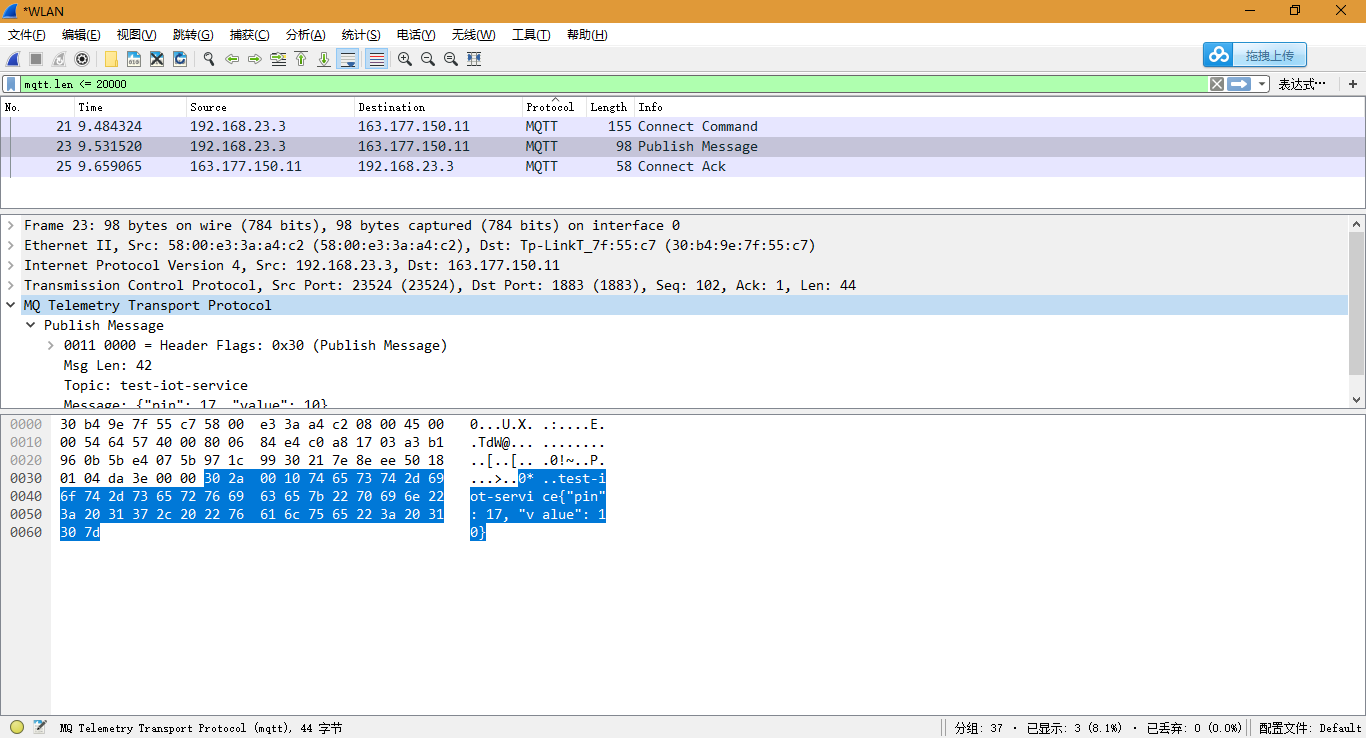 *WLAN
文件(F) 编辑(E) 视图(V) 跳转(G) 捕获(C) 分析(A) 统计(S) 电话(Y) 无线(W) 工具(T) 帮助(H)
拖拽上传
mqtt.len <= 20000 表达式… +
No. Time Source Destination Protocol Length Info
21 9.484324 192.168.23.3 163.177.150.11 MQTT 155 Connect Command
23 9.531520 192.168.23.3 163.177.150.11 MQTT 98 Publish Message
25 9.659065 163.177.150.11 192.168.23.3 MQTT 58 Connect Ack
Frame 23: 98 bytes on wire (784 bits), 98 bytes captured (784 bits) on interface 0
Ethernet II, Src: 58:00:e3:3a:a4:c2 (58:00:e3:3a:a4:c2), Dst: Tp-LinkT_7f:55:c7 (30:b4:9e:7f:55:c7)
Internet Protocol Version 4, Src: 192.168.23.3, Dst: 163.177.150.11
Transmission Control Protocol, Src Port: 23524 (23524), Dst Port: 1883 (1883), Seq: 102, Ack: 1, Len: 44
MQ Telemetry Transport Protocol
Publish Message
0011 0000 = Header Flags: 0x30 (Publish Message)
Msg Len: 42
Topic: test-iot-service
Message: {"pin": 17, "value": 10}
0000 30 b4 9e 7f 55 c7 58 00 e3 3a a4 c2 08 00 45 00 0...U.X. .:....E.
0010 00 54 64 57 40 00 80 06 84 e4 c0 a8 17 03 a3 b1 .TdW@... ........
0020 96 0b 5b e4 07 5b 97 1c 99 30 21 7e 8e ee 50 18 ..[..[.. .0!~..P.
0030 01 04 da 3e 00 00 30 2a 00 10 74 65 73 74 2d 69 ...>..0* ..test-i
0040 6f 74 2d 73 65 72 76 69 63 65 7b 22 70 69 6e 22 ot-servi ce{"pin"
0050 3a 20 31 37 2c 20 22 76 61 6c 75 65 22 3a 20 31 : 17, "v alue": 1
0060 30 7d 0}
MQ Telemetry Transport Protocol (mqtt), 44 字节 分组: 37 · 已显示: 3 (8.1%) · 已丢弃: 0 (0.0%) 配置文件: Default